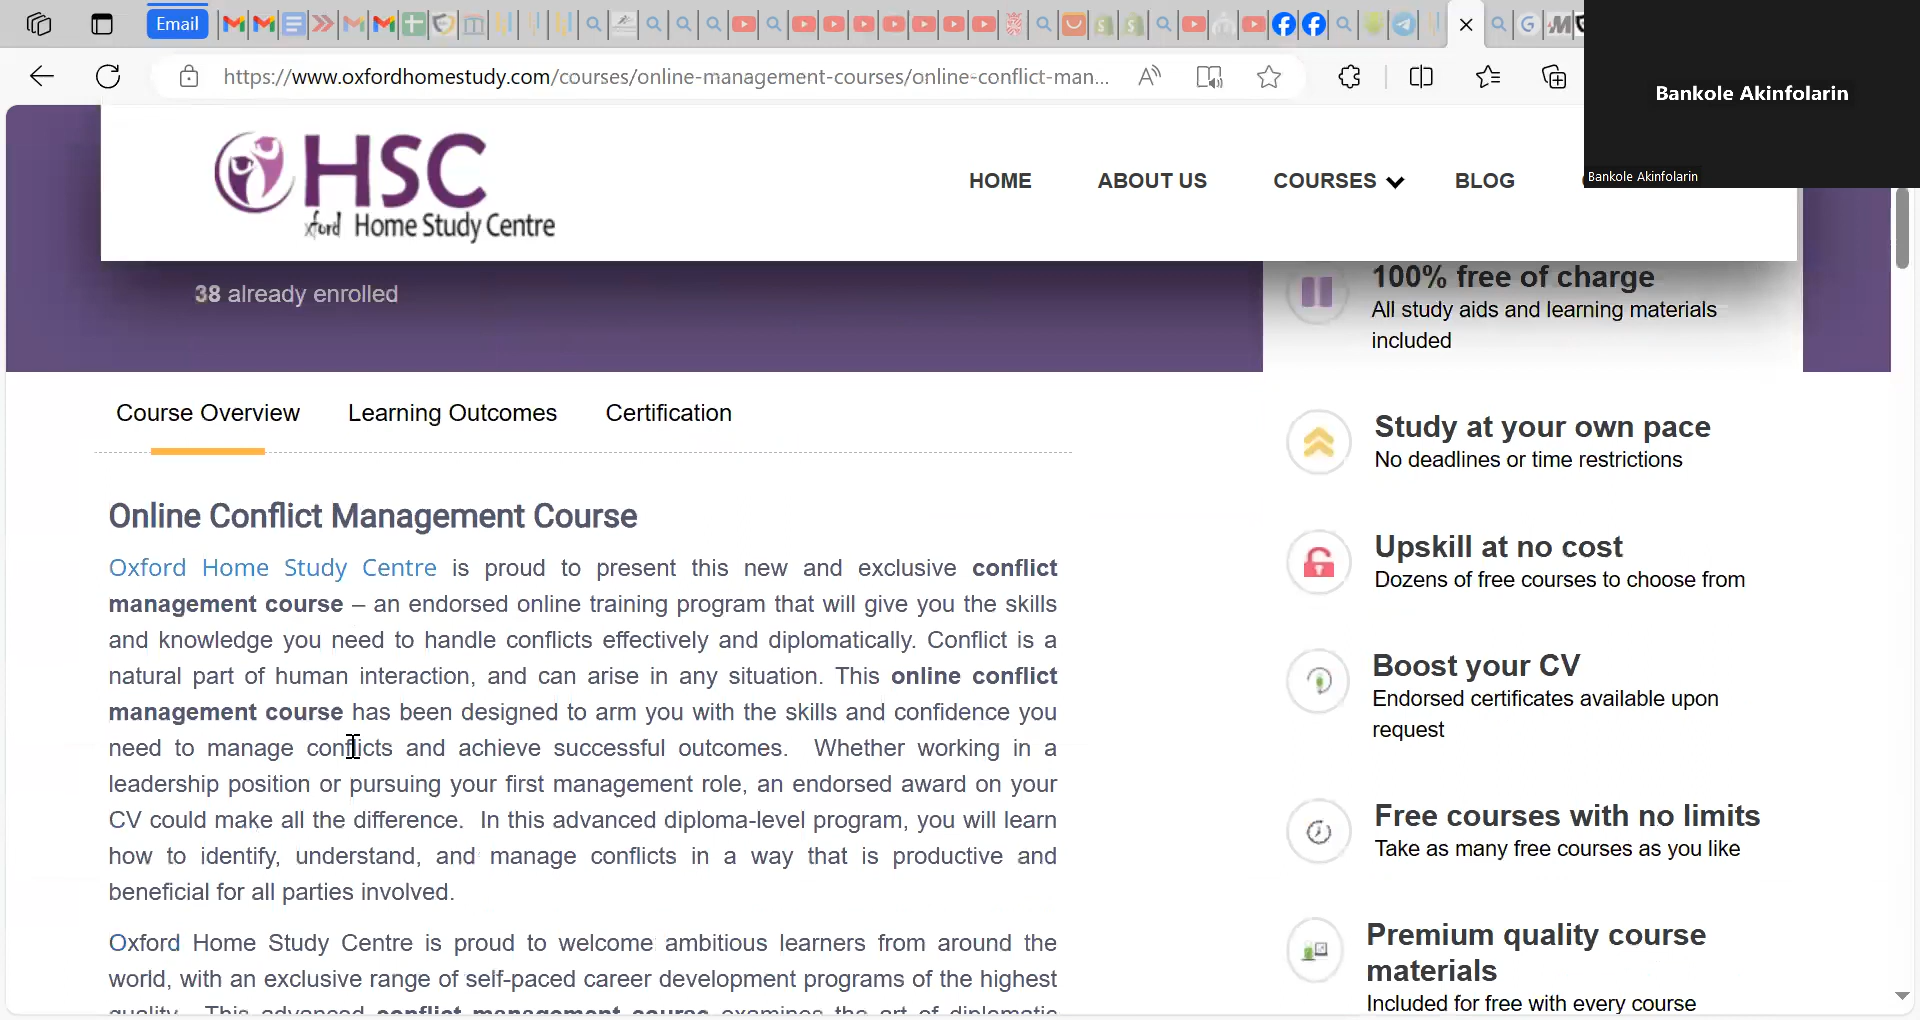 Email
https://www.oxfordhomestudy.com/courses/online-management-courses/online-conflict-man...
Bankole Akinfolarin
Bankole Akinfolarin
HSC
xford Home Study Centre
HOME
ABOUT US
COURSES
BLOG
38 already enrolled
100% free of charge
All study aids and learning materials
included
Course Overview
Learning Outcomes
Certification
Study at your own pace
No deadlines or time restrictions
Online Conflict Management Course
Oxford Home Study Centre is proud to present this new and exclusive conflict
management course – an endorsed online training program that will give you the skills
and knowledge you need to handle conflicts effectively and diplomatically. Conflict is a
natural part of human interaction, and can arise in any situation. This online conflict
management course has been designed to arm you with the skills and confidence you
need to manage conflicts and achieve successful outcomes. Whether working in a
leadership position or pursuing your first management role, an endorsed award on your
CV could make all the difference. In this advanced diploma-level program, you will learn
how to identify, understand, and manage conflicts in a way that is productive and
beneficial for all parties involved.
Oxford Home Study Centre is proud to welcome ambitious learners from around the
world, with an exclusive range of self-paced career development programs of the highest
quality. This advanced conflict management course examines the art of diplomatic
Upskill at no cost
Dozens of free courses to choose from
Boost your CV
Endorsed certificates available upon
request
Free courses with no limits
Take as many free courses as you like
Premium quality course
materials
Included for free with every course